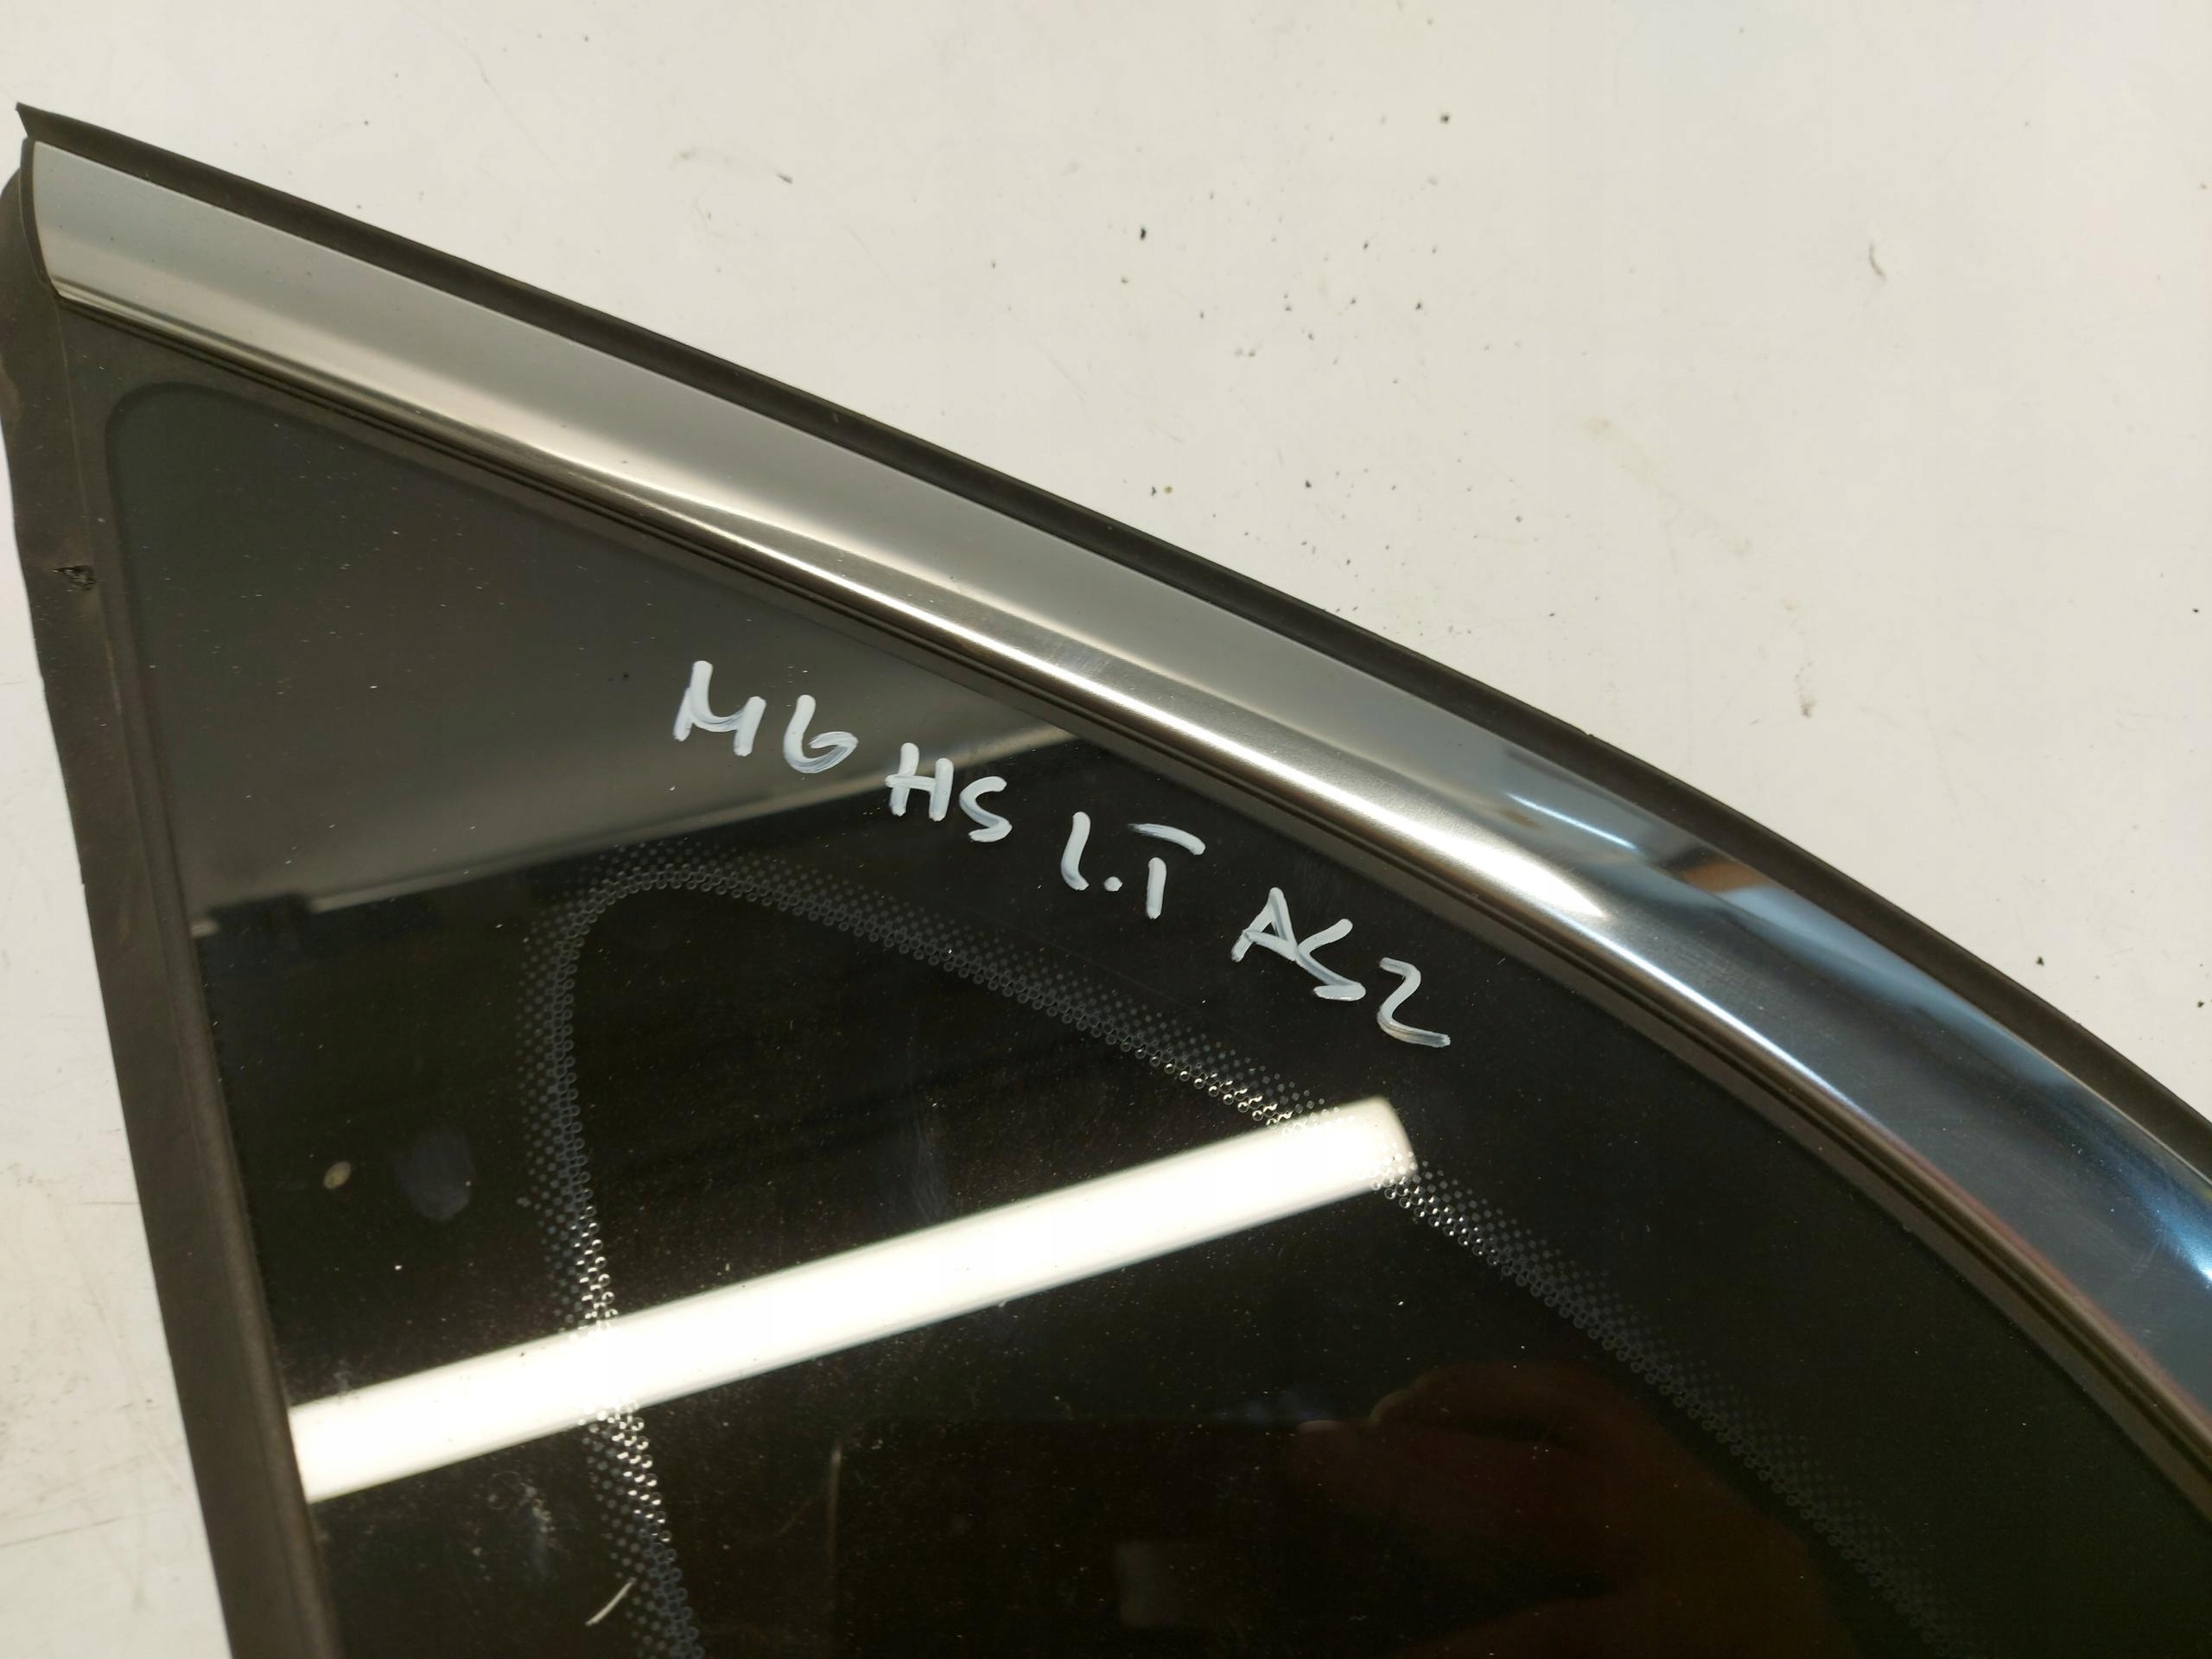 MG HS L.T AS2